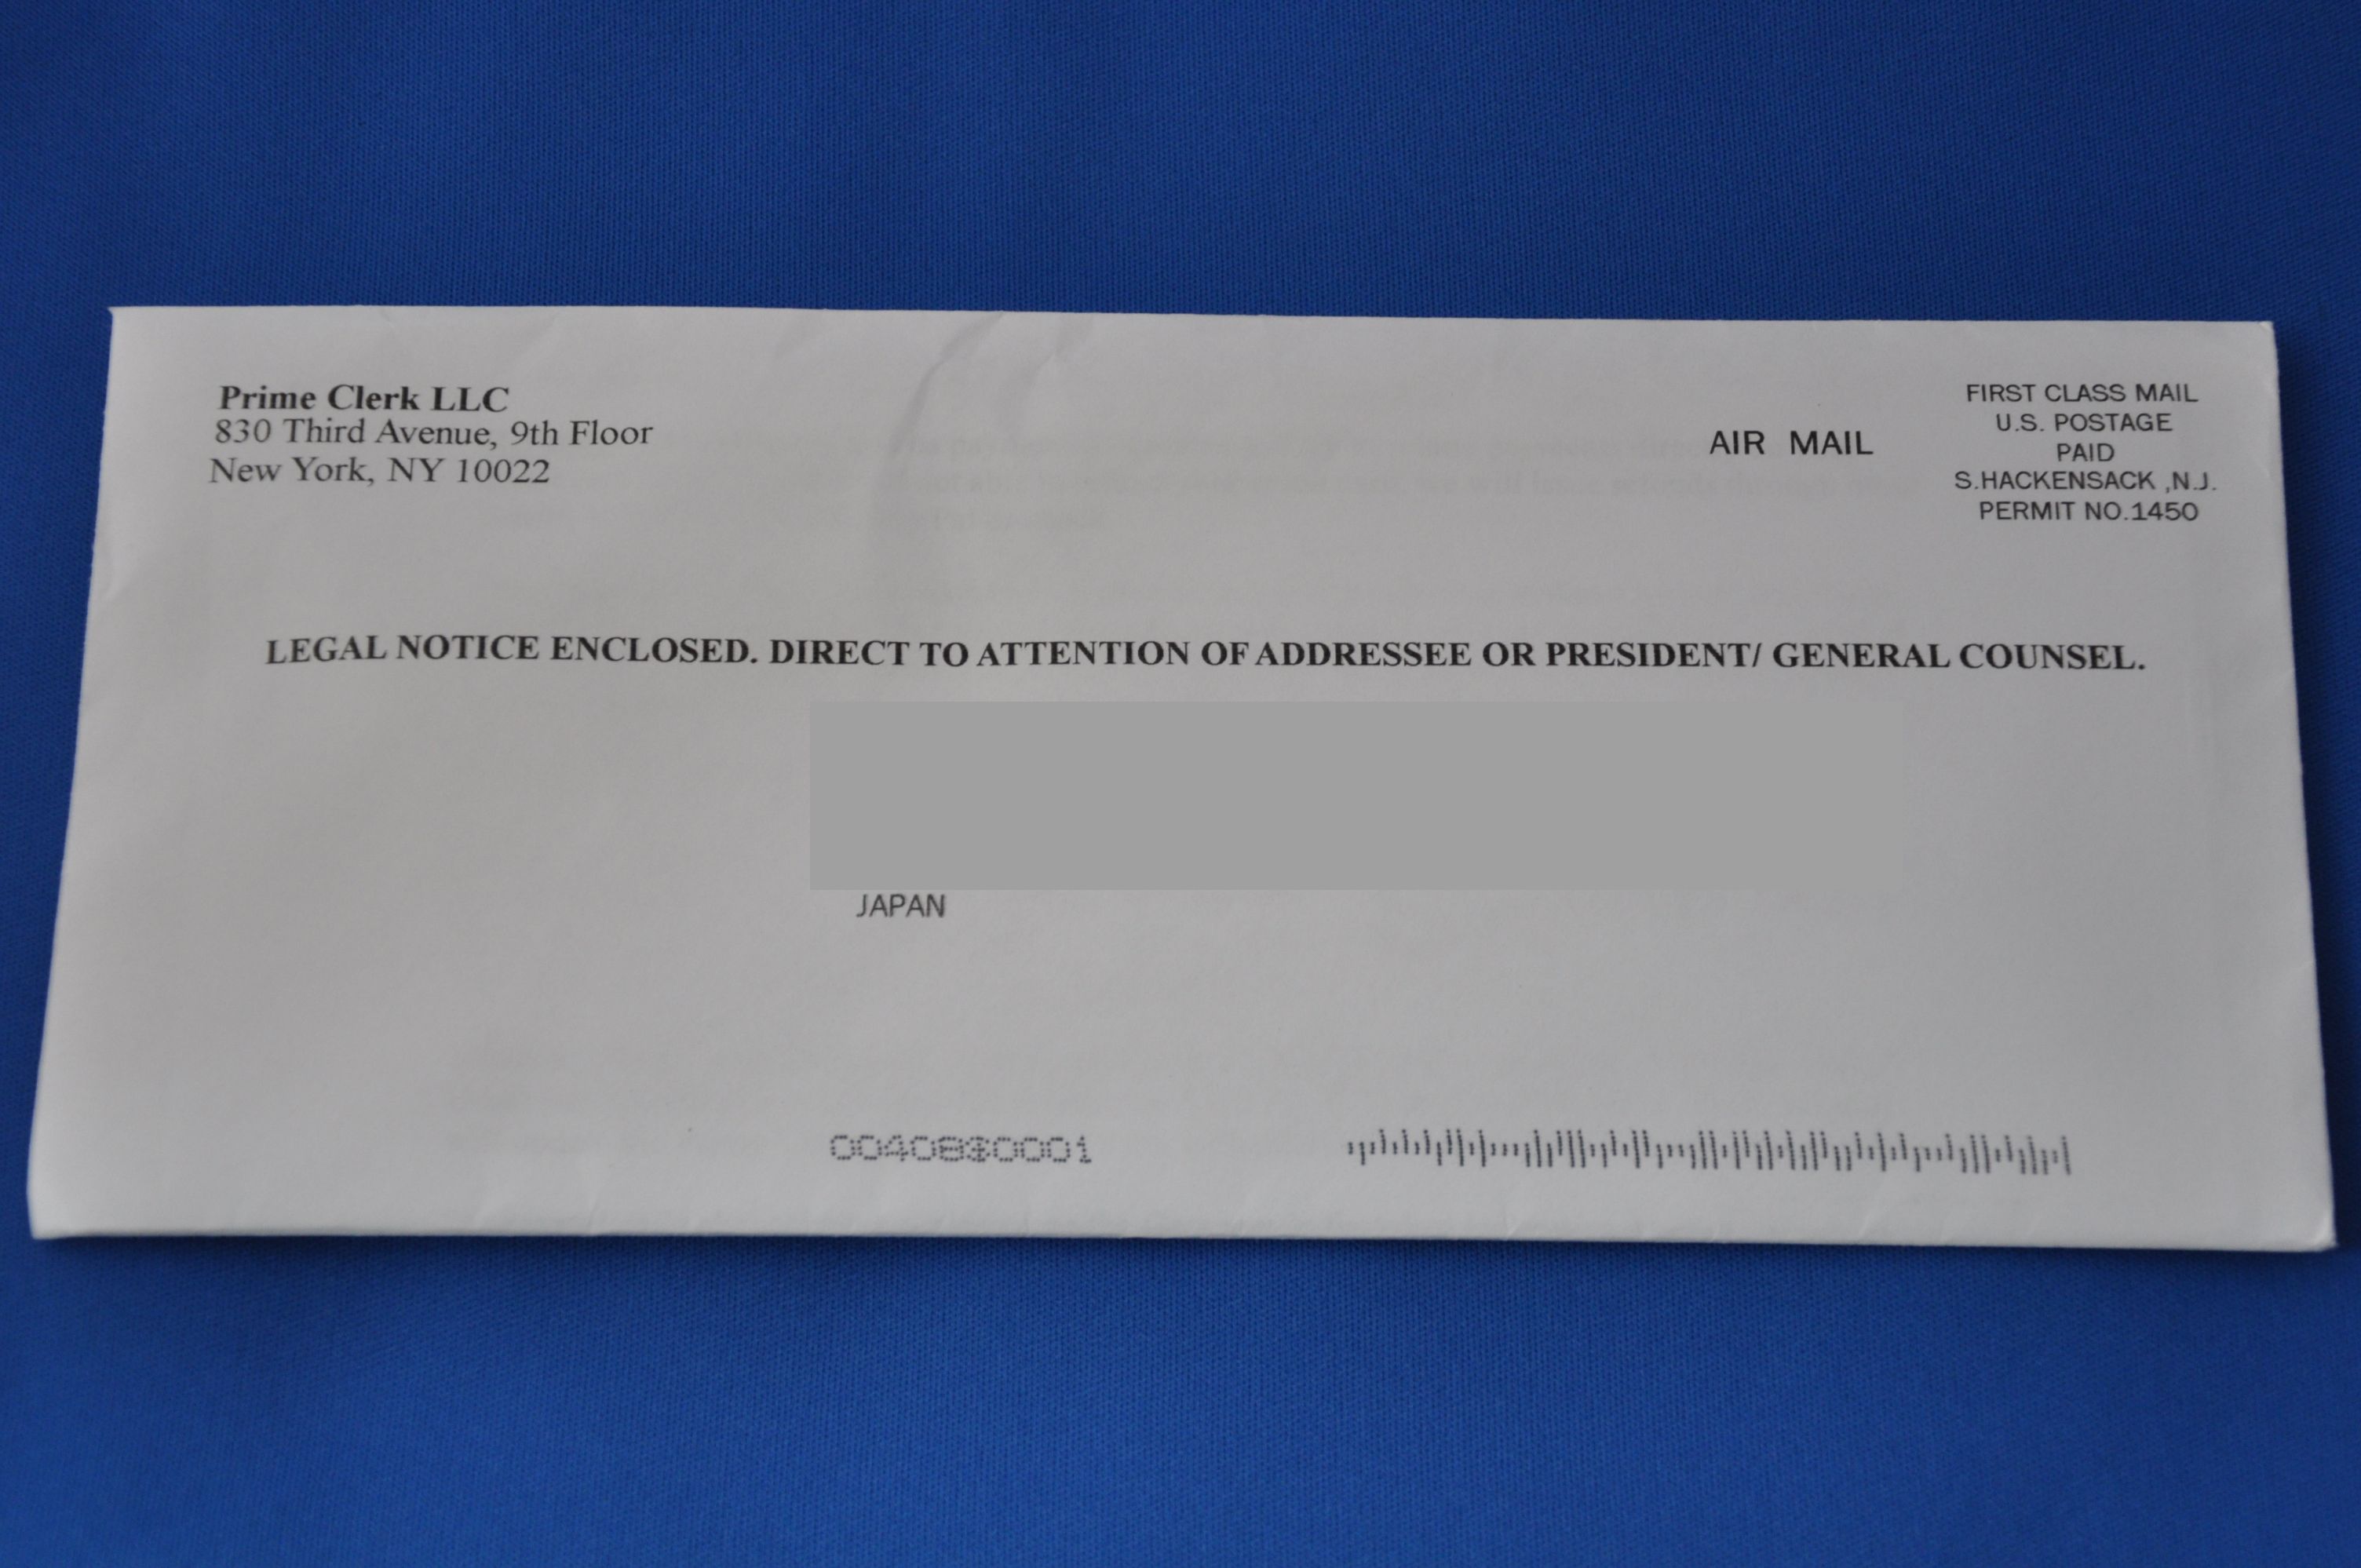 Prime Clerk LLC
830 Third Avenue, 9th Floor
New York, NY 10022
AIR MAIL
FIRST CLASS MAIL
U.S. POSTAGE
PAID
S.HACKENSACK ,N.J.
PERMIT NO.1450
LEGAL NOTICE ENCLOSED. DIRECT TO ATTENTION OF ADDRESSEE OR PRESIDENT/ GENERAL COUNSEL.
JAPAN